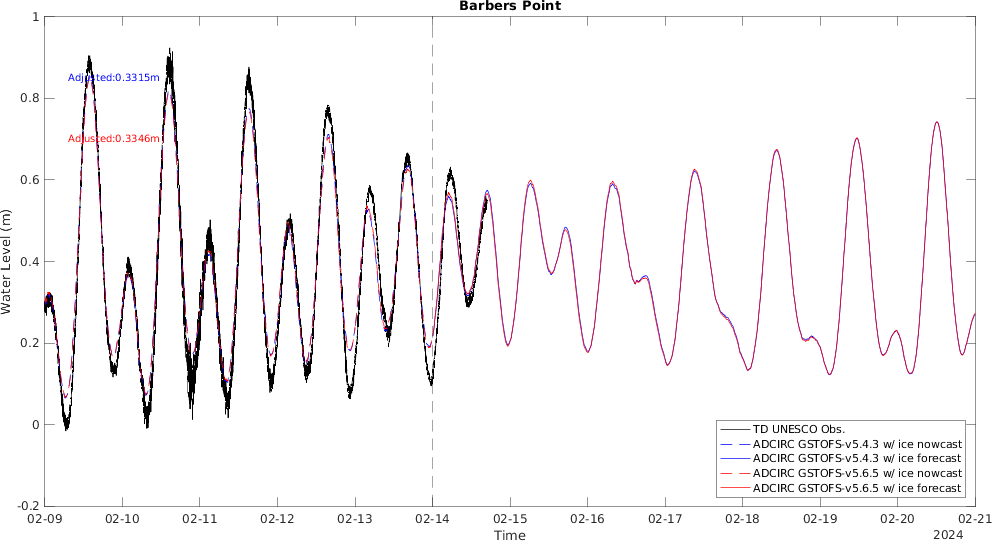 Barbers Point
1
0.8
0.6
0.4
0.2
0
-0.2
Water Level (m)
Adjusted:0.3315m
Adjusted:0.3346m
TD UNESCO Obs.
ADCIRC GSTOFS-v5.4.3 w/ ice nowcast
ADCIRC GSTOFS-v5.4.3 w/ ice forecast
ADCIRC GSTOFS-v5.6.5 w/ ice nowcast
ADCIRC GSTOFS-v5.6.5 w/ ice forecast
02-09 02-10 02-11 02-12 02-13 02-14 02-15 02-16 02-17 02-18 02-19 02-20 02-21
Time
2024